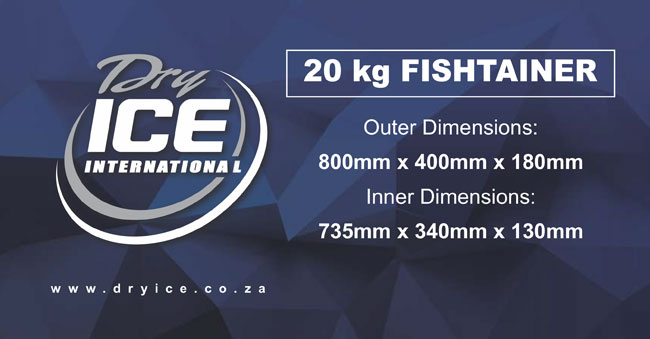 Dry
ICE
INTERNATIONAL
www.dryice.co.za
20 kg FISHTAINER
Outer Dimensions:
800mm x 400mm x 180mm
Inner Dimensions:
735mm x 340mm x 130mm